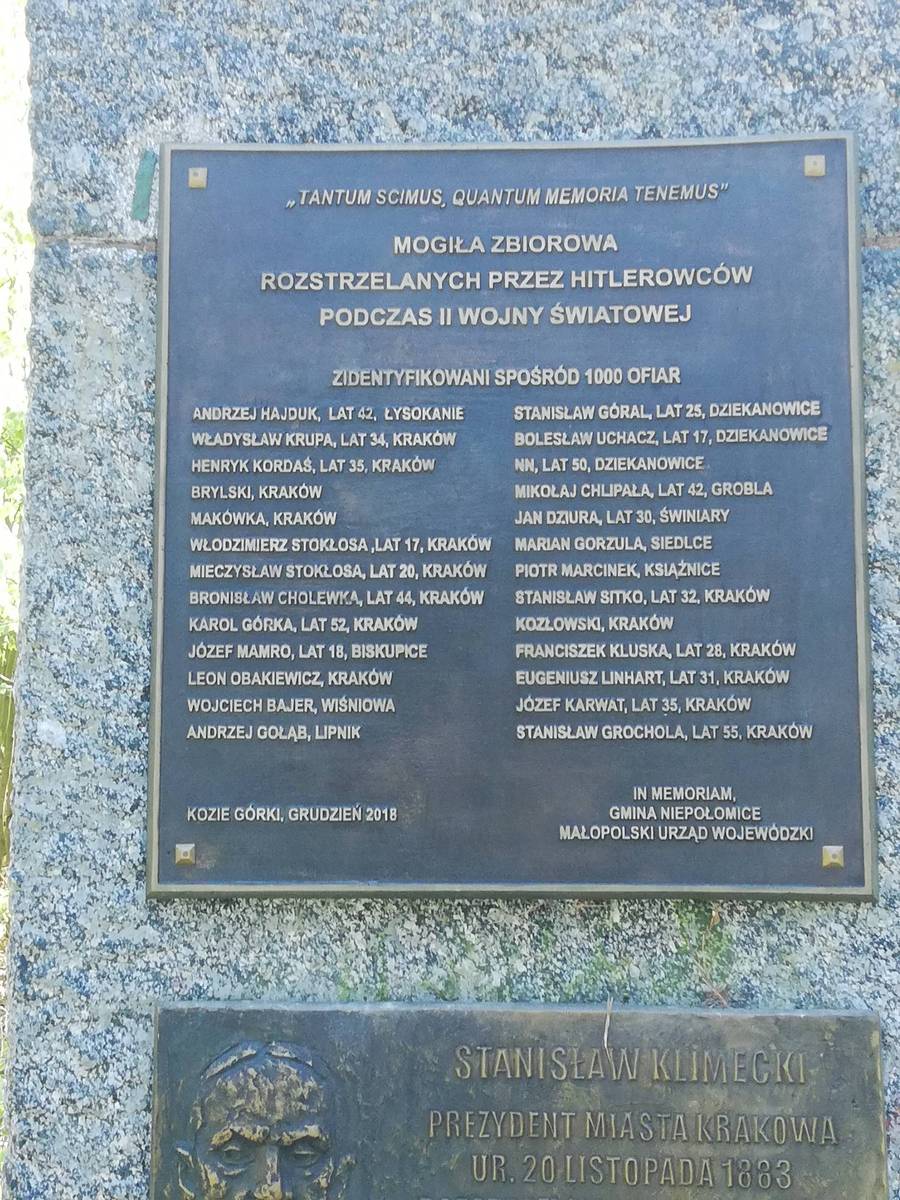 „TANTUM SCIMUS, QUANTUM MEMORIA TENEMUS”
MOGIŁA ZBIOROWA
ROZSTRZELANYCH PRZEZ HITLEROWCÓW
PODCZAS II WOJNY ŚWIATOWEJ
ZIDENTYFIKOWANI SPOŚRÓD 1000 OFIAR
ANDRZEJ HAJDUK, LAT 42, ŁYSOKANIE
WŁADYSŁAW KRUPA, LAT 34, KRAKÓW
HENRYK KORDAŚ, LAT 35, KRAKÓW
BRYLSKI, KRAKÓW
MAKÓWKA, KRAKÓW
WŁODZIMIERZ STOKŁOSA ,LAT 17, KRAKÓW
MIECZYSŁAW STOKŁOSA, LAT 20, KRAKÓW
BRONISŁAW CHOLEWKA, LAT 44, KRAKÓW
KAROL GÓRKA, LAT 52, KRAKÓW
JÓZEF MAMRO, LAT 18, BISKUPICE
LEON OBAKIEWICZ, KRAKÓW
WOJCIECH BAJER, WIŚNIOWA
ANDRZEJ GOŁĄB, LIPNIK
STANISŁAW GÓRAL, LAT 25, DZIEKANOWICE
BOLESŁAW UCHACZ, LAT 17, DZIEKANOWICE
NN, LAT 50, DZIEKANOWICE
MIKOŁAJ CHLIPAŁA, LAT 42, GROBLA
JAN DZIURA, LAT 30, ŚWINIARY
MARIAN GORZULA, SIEDLCE
PIOTR MARCINEK, KSIĄŻNICE
STANISŁAW SITKO, LAT 32, KRAKÓW
KOZŁOWSKI, KRAKÓW
FRANCISZEK KLUSKA, LAT 28, KRAKÓW
EUGENIUSZ LINHART, LAT 31, KRAKÓW
JÓZEF KARWAT, LAT 35, KRAKÓW
STANISŁAW GROCHOLA, LAT 55, KRAKÓW
KOZIE GÓRKI, GRUDZIEŃ 2018
IN MEMORIAM,
GMINA NIEPOŁOMICE
MAŁOPOLSKI URZĄD WOJEWÓDZKI
STANISŁAW KLIMECKI
PREZYDENT MIASTA KRAKOWA
UR. 20 LISTOPADA 1883